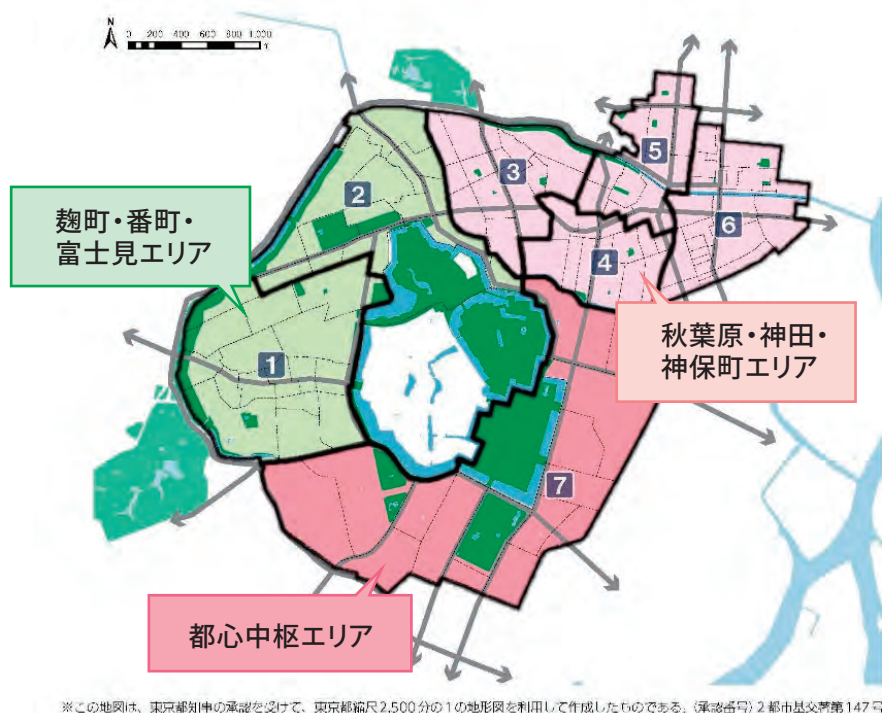 N
0 200 400 600 800 1,000
m
麹町・番町・
富士見エリア
2
3
5
6
4
1
秋葉原・神田・
神保町エリア
7
都心中枢エリア
※この地図は、東京都知事の承認を受けて、東京都縮尺2,500分の1の地形図を利用して作成したものである。(承認番号)2都市基交著第147号